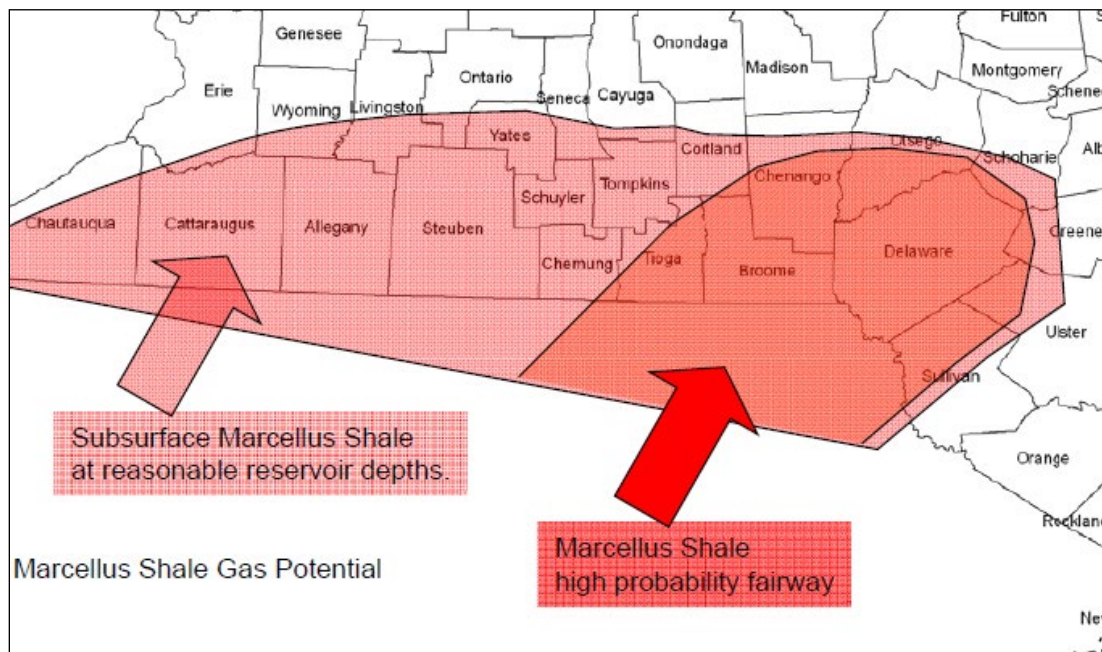 Fulton
Genesee
Onondaga
Madison
Montgomery
Ontario
Erie
Seneca
Cayuga
Wyoming
Livingston
Yates
Cortland
Otsego
Schoharie
Chenango
Tompkins
Schuyler
Chautauqua
Cattaraugus
Allegany
Steuben
Greene
Delaware
Chemung
Tioga
Broome
Ulster
Sullivan
Subsurface Marcellus Shale
at reasonable reservoir depths.
Orange
Marcellus Shale
high probability fairway
Marcellus Shale Gas Potential